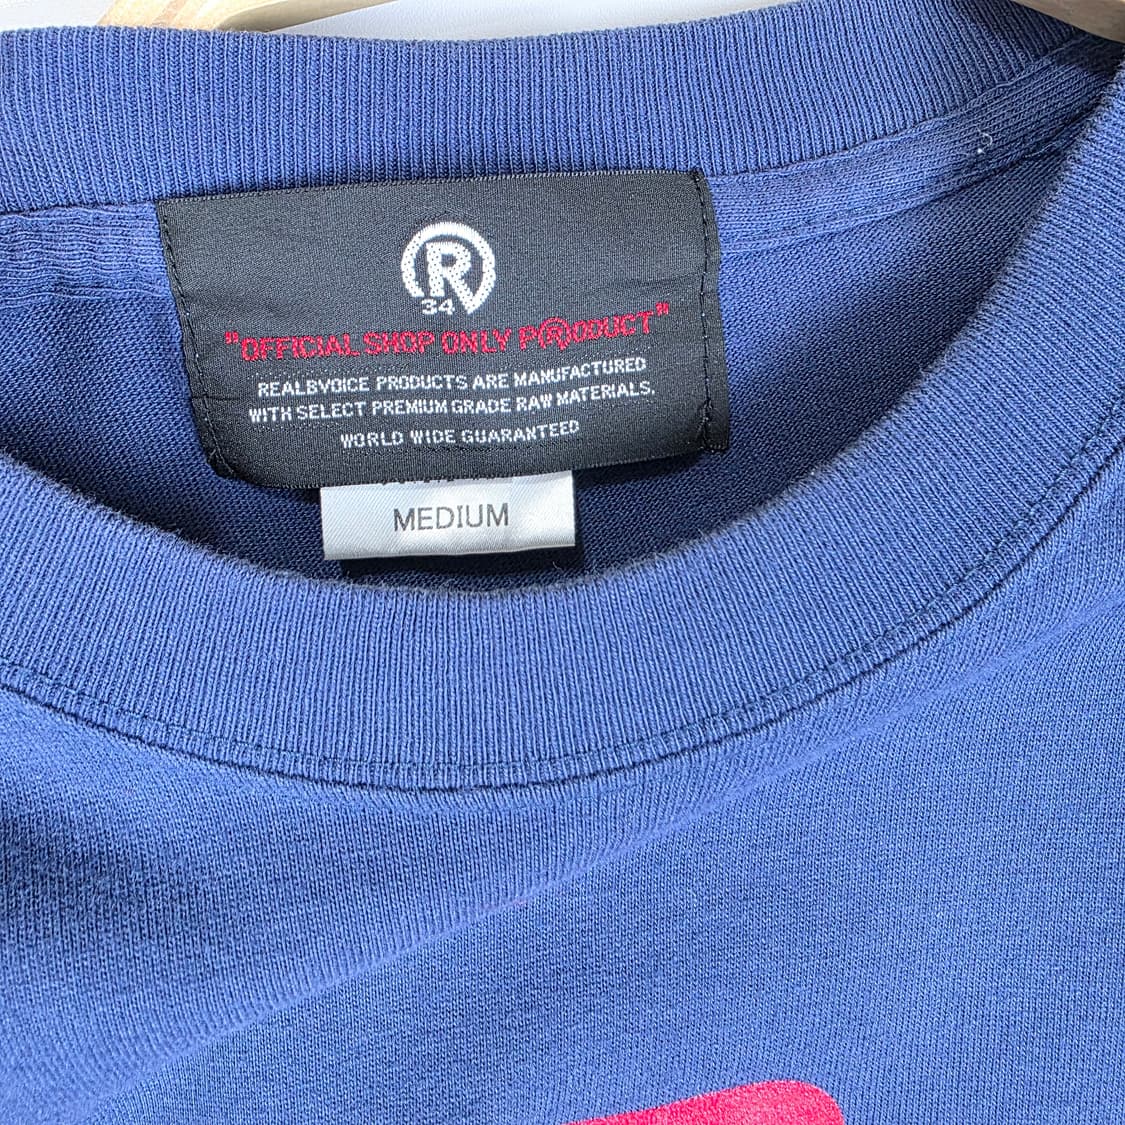 R
34
"OFFICIAL SHOP ONLY PRODUCT"
REALBVOICE PRODUCTS ARE MANUFACTURED
WITH SELECT PREMIUM GRADE RAW MATERIALS.
WORLD WIDE GUARANTEED
MEDIUM